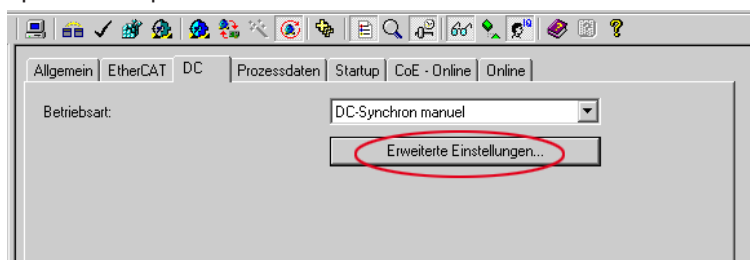 Allgemein EtherCAT DC Prozessdaten Startup CoE - Online Online
Betriebsart: DC-Synchron manuel
Erweiterte Einstellungen...